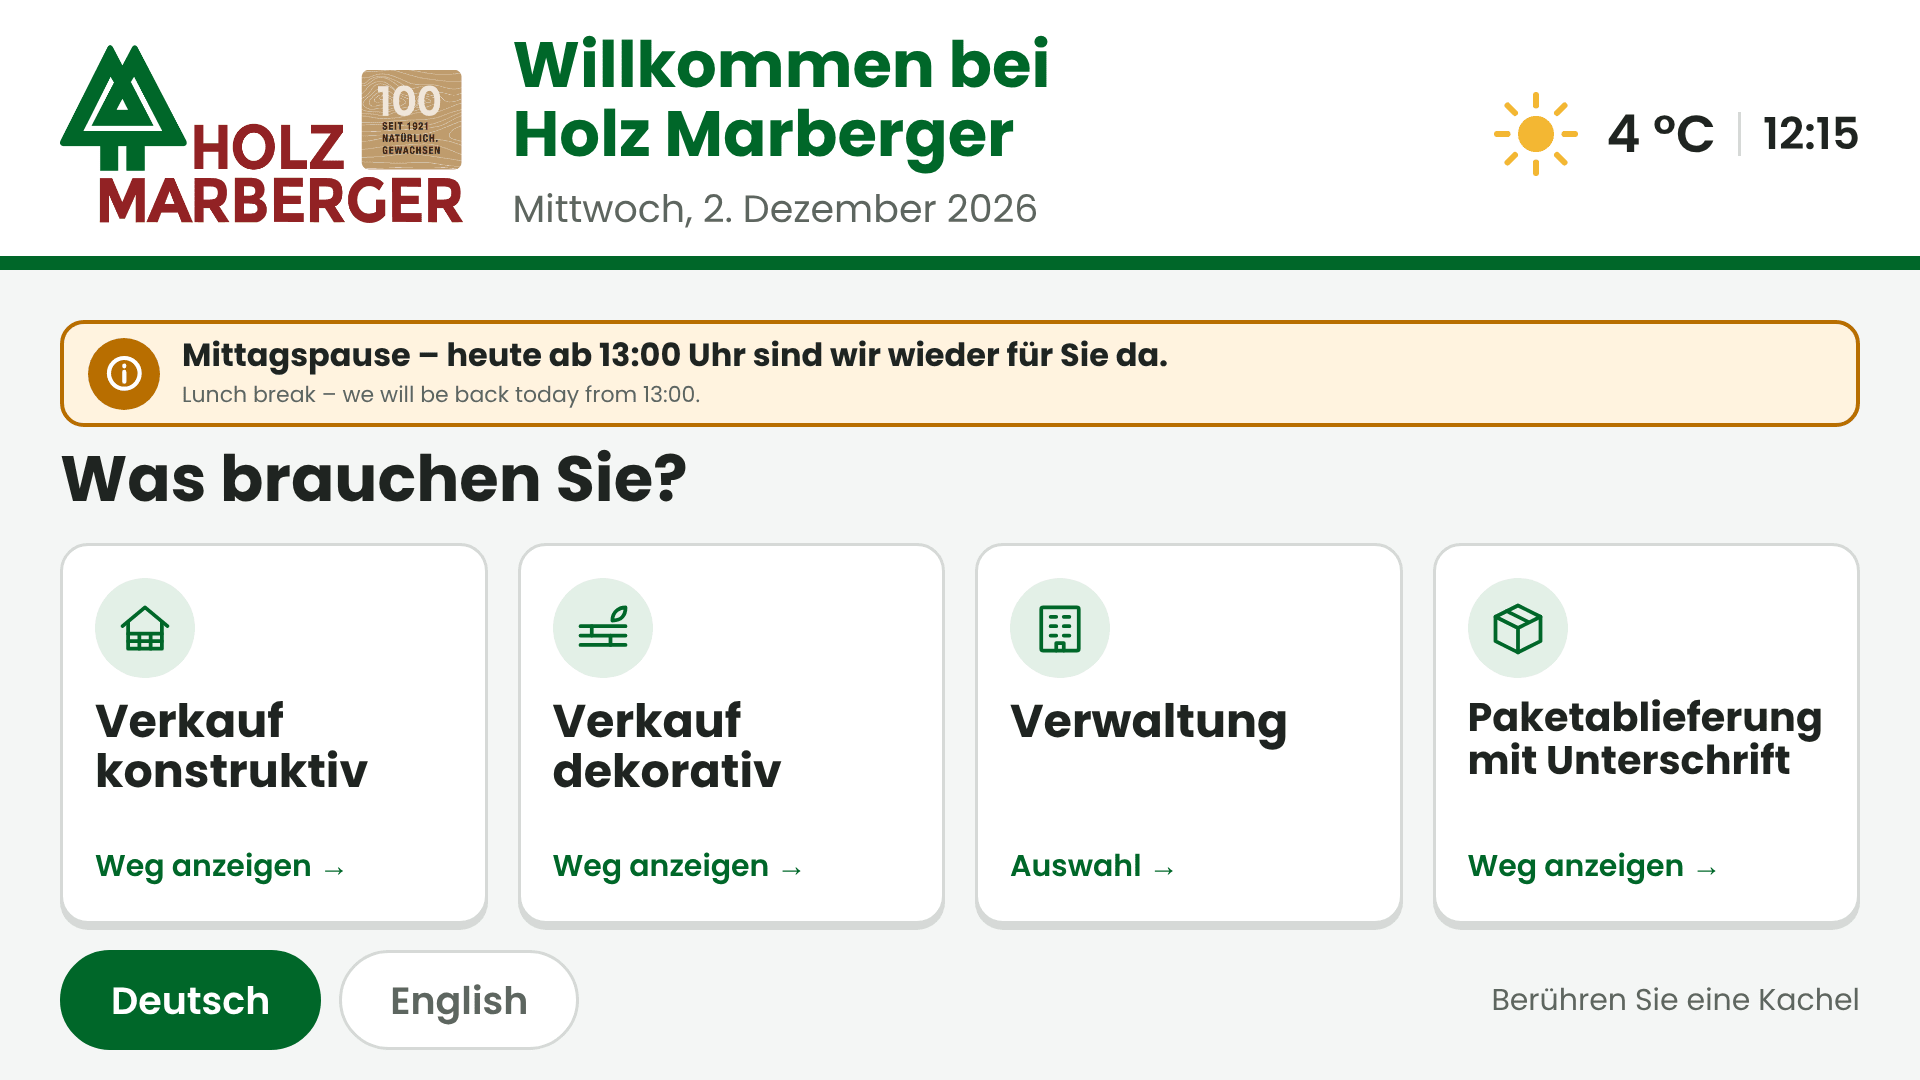 HOLZ
MARBERGER
100
SEIT 1921
NATÜRLICH.
GEWACHSEN
Willkommen bei
Holz Marberger
Mittwoch, 2. Dezember 2026
4 °C
12:15
Mittagspause – heute ab 13:00 Uhr sind wir wieder für Sie da.
Lunch break – we will be back today from 13:00.
Was brauchen Sie?
Verkauf
konstruktiv
Weg anzeigen →
Verkauf
dekorativ
Weg anzeigen →
Verwaltung
Auswahl →
Paketablieferung
mit Unterschrift
Weg anzeigen →
Deutsch
English
Berühren Sie eine Kachel